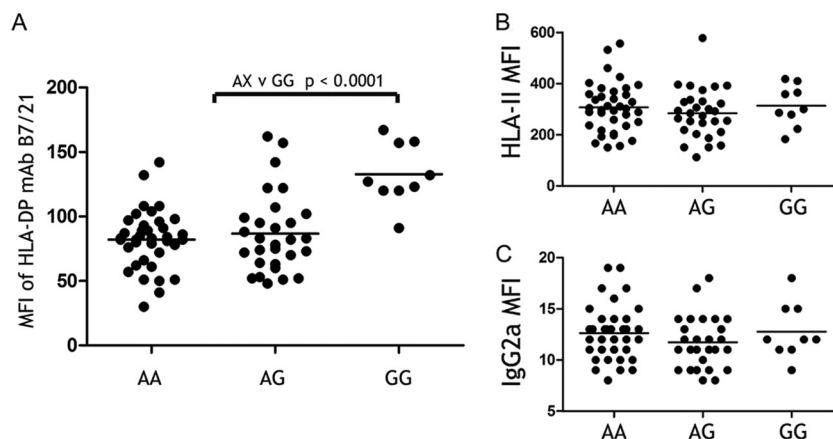 A
MFI of HLA-DP mAb B7/21
200
150
100
50
0
AX v GG p < 0.0001
AA AG GG
B
HLA-II MFI
600
400
200
0
AA AG GG
C
IgG2a MFI
20
15
10
5
AA AG GG